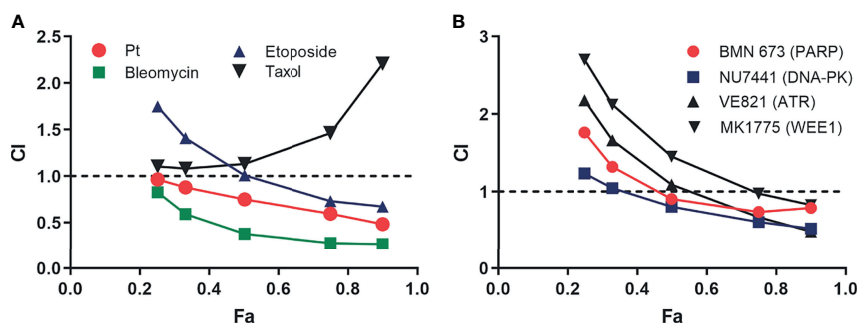 A
Pt
Bleomycin
Etoposide
Taxol
CI
2.5
2.0
1.5
1.0
0.5
0.0
0.0 0.2 0.4 0.6 0.8 1.0
Fa
B
BMN 673 (PARP)
NU7441 (DNA-PK)
VE821 (ATR)
MK1775 (WEE1)
CI
3
2
1
0
0.0 0.2 0.4 0.6 0.8 1.0
Fa